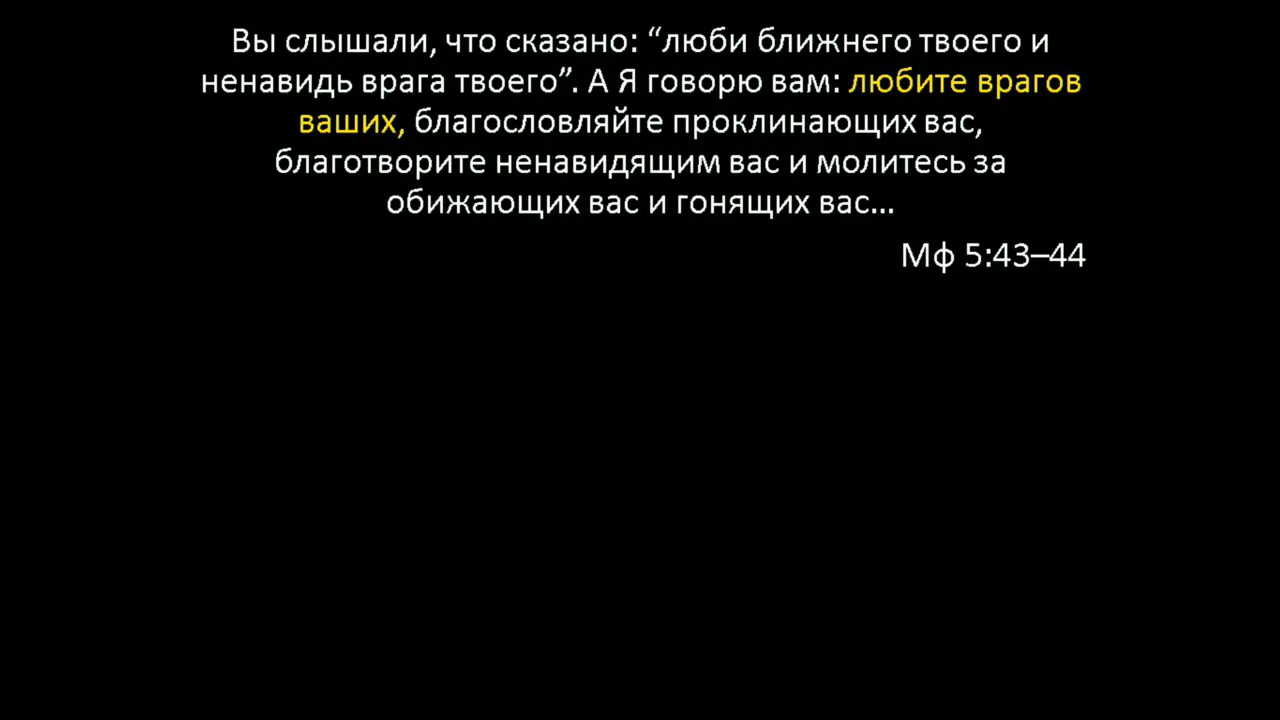 Вы слышали, что сказано: “люби ближнего твоего и
ненавидь врага твоего”. А Я говорю вам: любите врагов
ваших, благословляйте проклинающих вас,
благотворите ненавидящим вас и молитесь за
обижающих вас и гонящих вас...
Мф 5:43–44